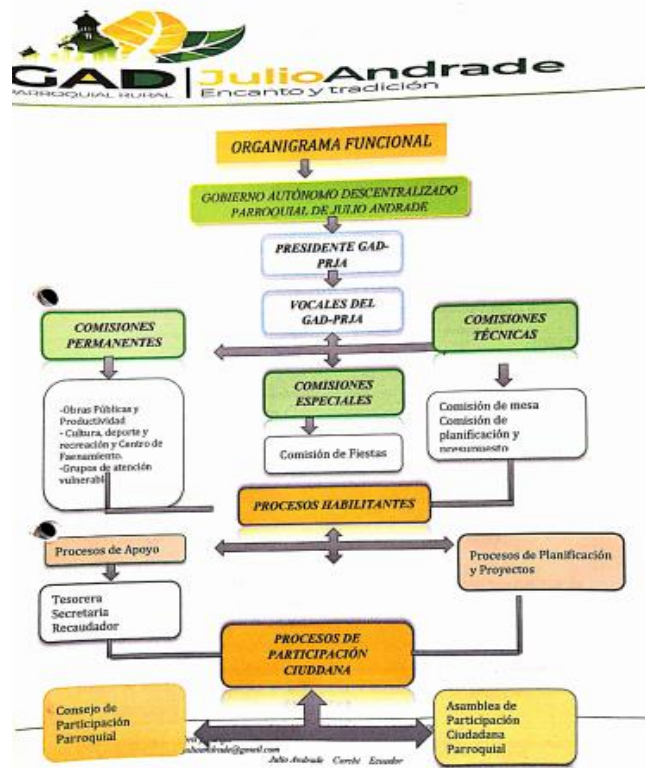 GAD JulioAndrade
PARROQUIAL RURAL Encanto y tradición
ORGANIGRAMA FUNCIONAL
GOBIERNO AUTÓNOMO DESCENTRALIZADO
PARROQUIAL DE JULIO ANDRADE
PRESIDENTE GAD-
PRJA
VOCALES DEL
GAD-PRJA
COMISIONES
PERMANENTES
COMISIONES
TÉCNICAS
COMISIONES
ESPECIALES
-Obras Públicas y
Productividad
- Cultura, deporte y
recreación y Centro de
Faenamiento.
-Grupos de atención
vulnerable
Comisión de Fiestas
Comisión de mesa
Comisión de
planificación y
presupuesto
PROCESOS HABILITANTES
Procesos de Apoyo
Procesos de Planificación
y Proyectos
Tesorera
Secretaria
Recaudador
PROCESOS DE
PARTICIPACIÓN
CIUDDANA
Consejo de
Participación
Parroquial
Asamblea de
Participación
Ciudadana
Parroquial
Julio Andrade Carchi Ecuador